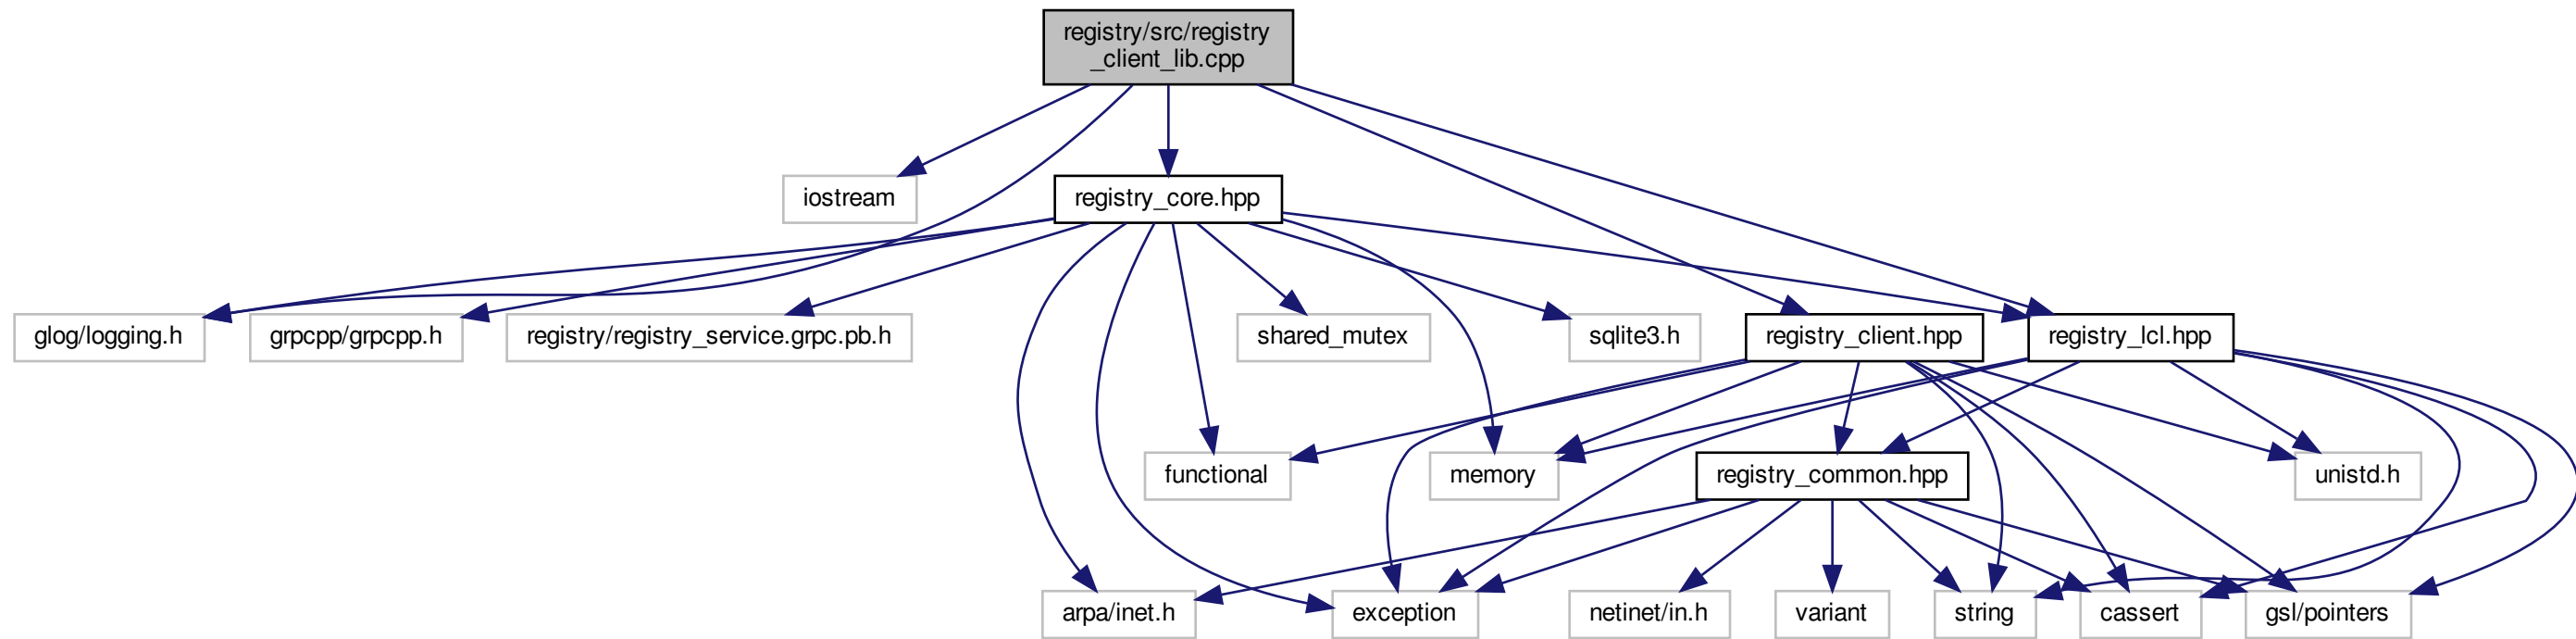 registry/src/registry
_client_lib.cpp
iostream
registry_core.hpp
glog/logging.h
grpcpp/grpcpp.h
registry/registry_service.grpc.pb.h
shared_mutex
sqlite3.h
registry_client.hpp
registry_lcl.hpp
functional
memory
registry_common.hpp
unistd.h
arpa/inet.h
exception
netinet/in.h
variant
string
cassert
gsl/pointers